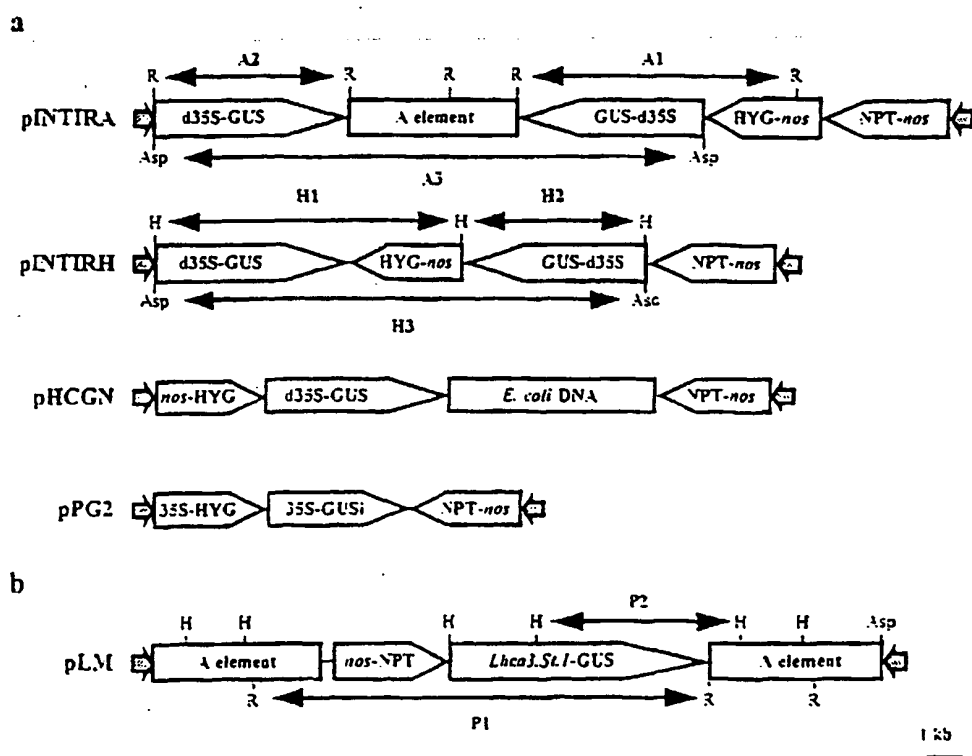 a
A2 A1
R R R R R
pINTIRA d35S-GUS A element GUS-d35S HYG-nos NPT-nos
Asp Asp
A3
H1 H2
H H H
pINTIRH d35S-GUS HYG-nos GUS-d35S NPT-nos
Asp Asc
H3
pHCGN nos-HYG d35S-GUS E. coli DNA NPT-nos
pPG2 35S-HYG 35S-GUSi NPT-nos
b
P2
H H H H H H Asp
pLM A element nos-NPT Lhca3.St.1-GUS A element
R R R
P1
1 kb